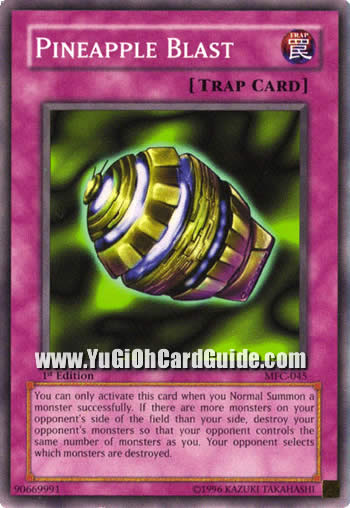 PINEAPPLE BLAST
TRAP
罠
[TRAP CARD]
www.YuGiOhCardGuide.com
1st Edition
MFC-045
You can only activate this card when you Normal Summon a
monster successfully. If there are more monsters on your
opponent's side of the field than your side, destroy your
opponent's monsters so that your opponent controls the
same number of monsters as you. Your opponent selects
which monsters are destroyed.
90669991
©1996 KAZUKI TAKAHASHI